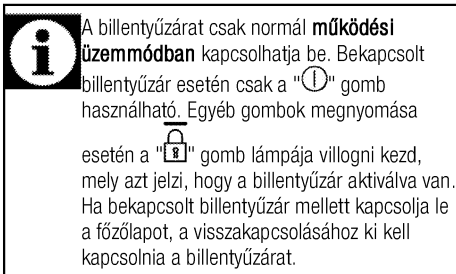 A billentyűzárat csak normál működési
üzemmódban kapcsolhatja be. Bekapcsolt
billentyűzár esetén csak a "⏼" gomb
használható. Egyéb gombok megnyomása
esetén a "🔒" gomb lámpája villogni kezd,
mely azt jelzi, hogy a billentyűzár aktiválva van.
Ha bekapcsolt billentyűzár mellett kapcsolja le
a főzőlapot, a visszakapcsolásához ki kell
kapcsolnia a billentyűzárat.